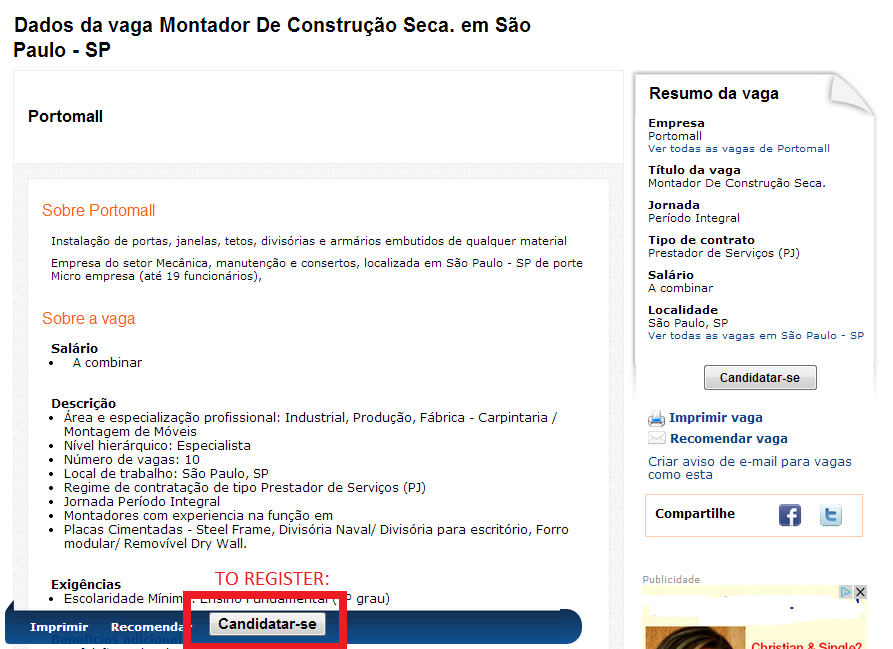 Dados da vaga Montador De Construção Seca. em São
Paulo - SP
Portomall
Sobre Portomall
Instalação de portas, janelas, tetos, divisórias e armários embutidos de qualquer material
Empresa do setor Mecânica, manutenção e consertos, localizada em São Paulo - SP de porte
Micro empresa (até 19 funcionários),
Sobre a vaga
Salário
• A combinar
Descrição
• Área e especialização profissional: Industrial, Produção, Fábrica - Carpintaria /
Montagem de Móveis
• Nível hierárquico: Especialista
• Número de vagas: 10
• Local de trabalho: São Paulo, SP
• Regime de contratação de tipo Prestador de Serviços (PJ)
• Jornada Período Integral
• Montadores com experiencia na função em
• Placas Cimentadas - Steel Frame, Divisória Naval/ Divisória para escritório, Forro
modular/ Removível Dry Wall.
Exigências
TO REGISTER:
• Escolaridade Mínima: Ensino Fundamental (1º grau)
Imprimir Recomendar Candidatar-se
Benefícios adicionais
Resumo da vaga
Empresa
Portomall
Ver todas as vagas de Portomall
Título da vaga
Montador De Construção Seca.
Jornada
Período Integral
Tipo de contrato
Prestador de Serviços (PJ)
Salário
A combinar
Localidade
São Paulo, SP
Ver todas as vagas em São Paulo - SP
Candidatar-se
Imprimir vaga
Recomendar vaga
Criar aviso de e-mail para vagas
como esta
Compartilhe
Publicidade
Christian & Single?